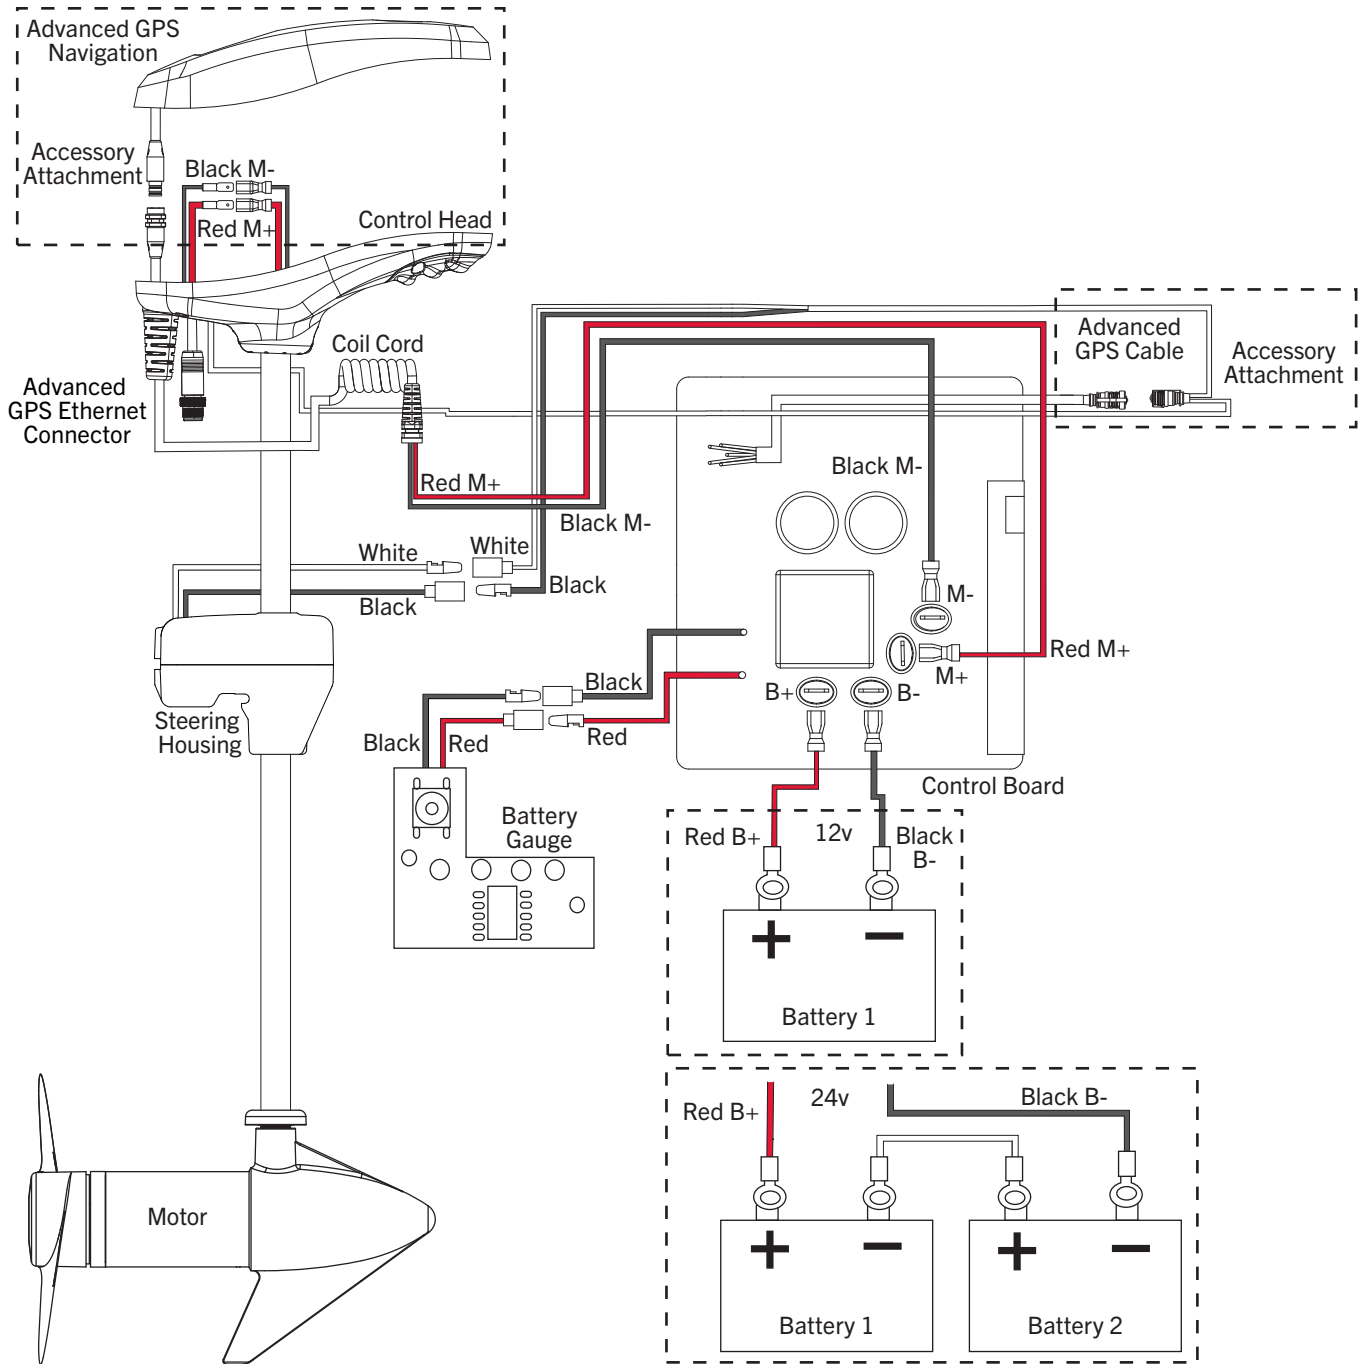 Advanced GPS
Navigation
Accessory
Attachment
Black M-
Red M+
Control Head
Coil Cord
Advanced
GPS Ethernet
Connector
Advanced
GPS Cable
Accessory
Attachment
Red M+
Black M-
Black M-
White
White
Black
Black
M-
Red M+
M+
B+
B-
Black
Red
Black
Red
Steering
Housing
Control Board
Battery
Gauge
Red B+
12v
Black
B-
Battery 1
Red B+
24v
Black B-
Motor
Battery 1
Battery 2